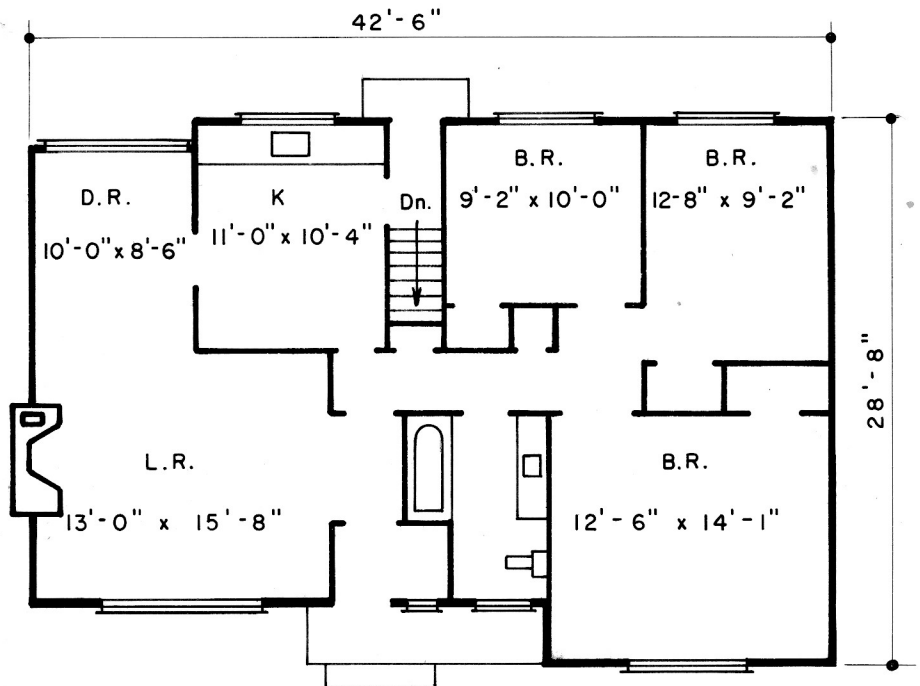 42'-6"
D.R.
10'-0" x 8'-6"
K
11'-0" x 10'-4"
Dn.
B.R.
9'-2" x 10'-0"
B.R.
12-8" x 9'-2"
28'-8"
L.R.
13'-0" x 15'-8"
B.R.
12'-6" x 14'-1"